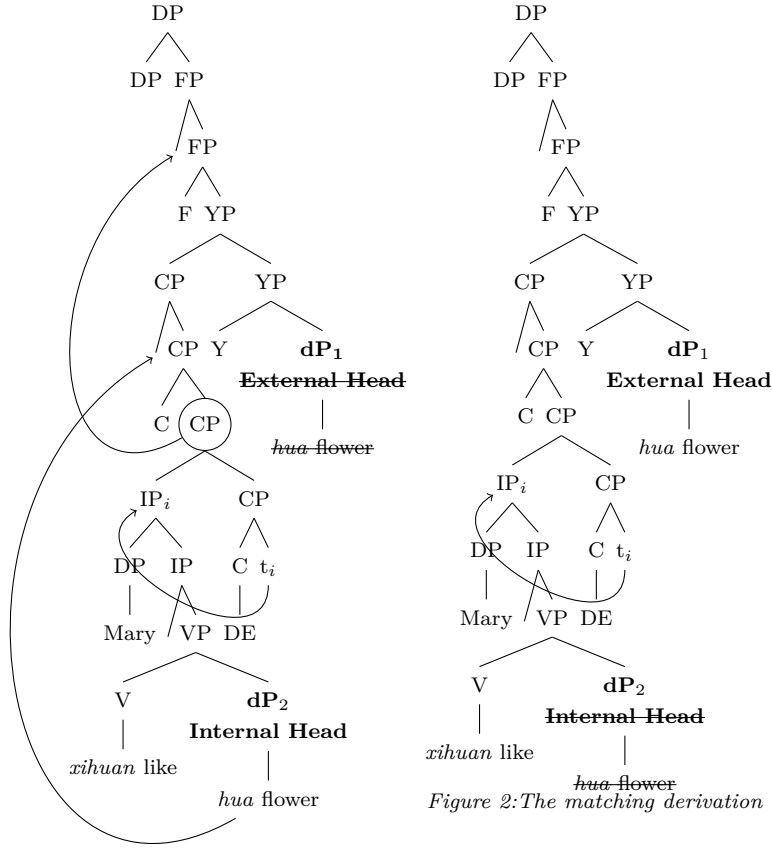 DP DP
DP FP DP FP
FP FP
F YP F YP
CP YP CP YP
CP Y dP₁ CP Y dP₁
External Head External Head
C CP C CP
hua flower hua flower
IPᵢ CP IPᵢ CP
DP IP C tᵢ DP IP C tᵢ
Mary VP DE Mary VP DE
V dP₂ V dP₂
Internal Head Internal Head
xihuan like xihuan like
hua flower hua flower
Figure 2:The matching derivation